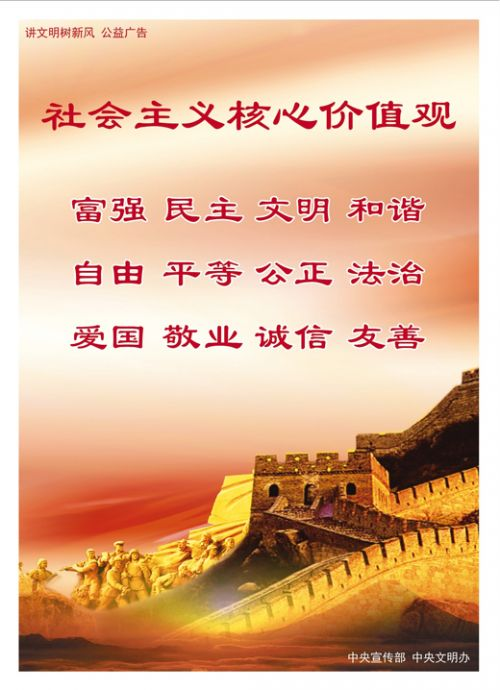 讲文明树新风 公益广告
社会主义核心价值观
富强 民主 文明 和谐
自由 平等 公正 法治
爱国 敬业 诚信 友善
中央宣传部 中央文明办